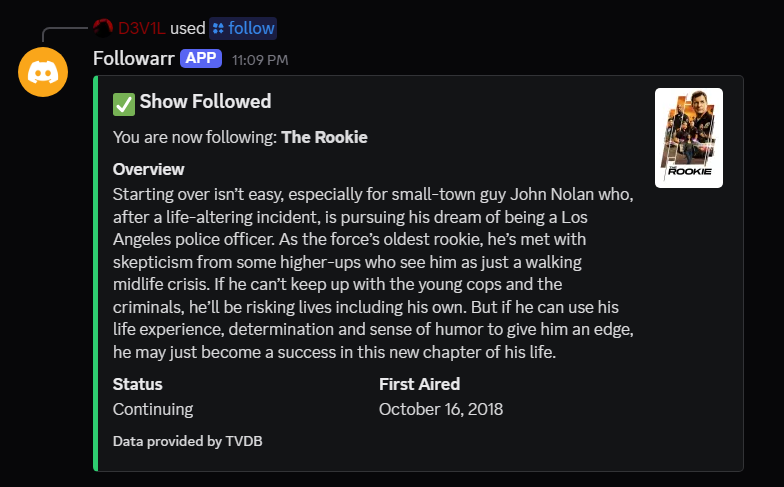 D3V1L used follow
Followarr APP 11:09 PM
✅ Show Followed
You are now following: The Rookie
Overview
Starting over isn’t easy, especially for small-town guy John Nolan who,
after a life-altering incident, is pursuing his dream of being a Los
Angeles police officer. As the force’s oldest rookie, he’s met with
skepticism from some higher-ups who see him as just a walking
midlife crisis. If he can’t keep up with the young cops and the
criminals, he’ll be risking lives including his own. But if he can use his
life experience, determination and sense of humor to give him an edge,
he may just become a success in this new chapter of his life.
Status First Aired
Continuing October 16, 2018
Data provided by TVDB
THE
ROOKIE